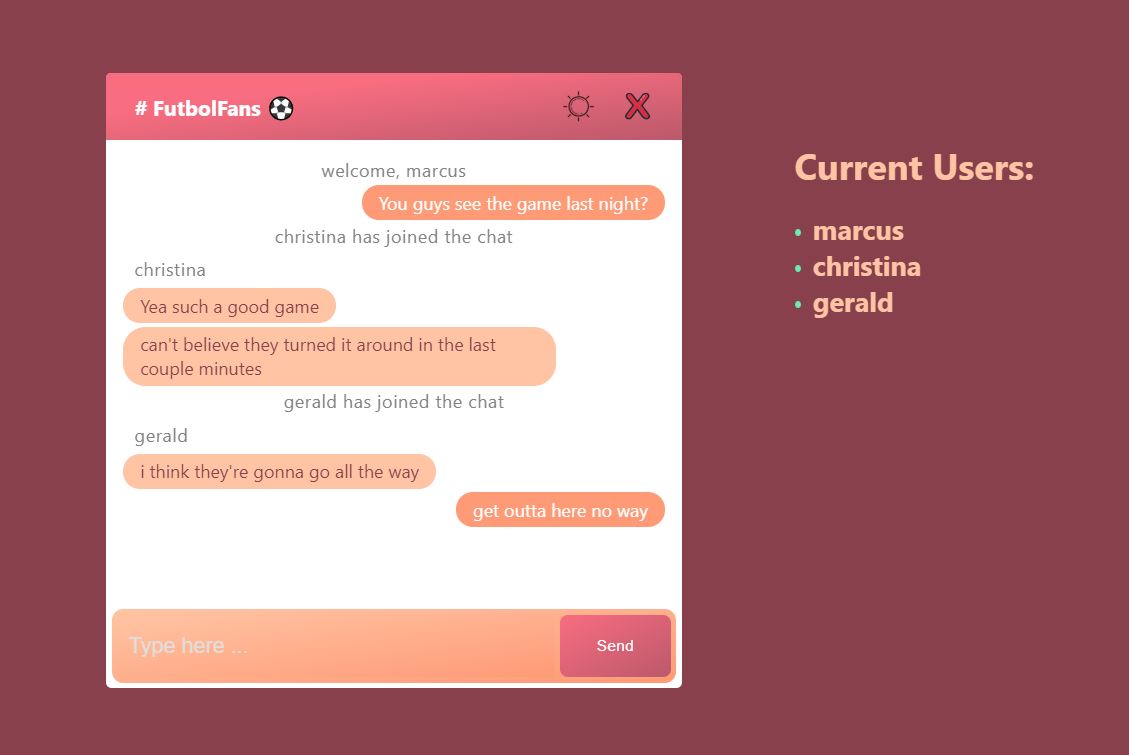 # FutbolFans ⚽
welcome, marcus
You guys see the game last night?
christina has joined the chat
christina
Yea such a good game
can't believe they turned it around in the last
couple minutes
gerald has joined the chat
gerald
i think they're gonna go all the way
get outta here no way
Type here ...
Send
Current Users:
• marcus
• christina
• gerald